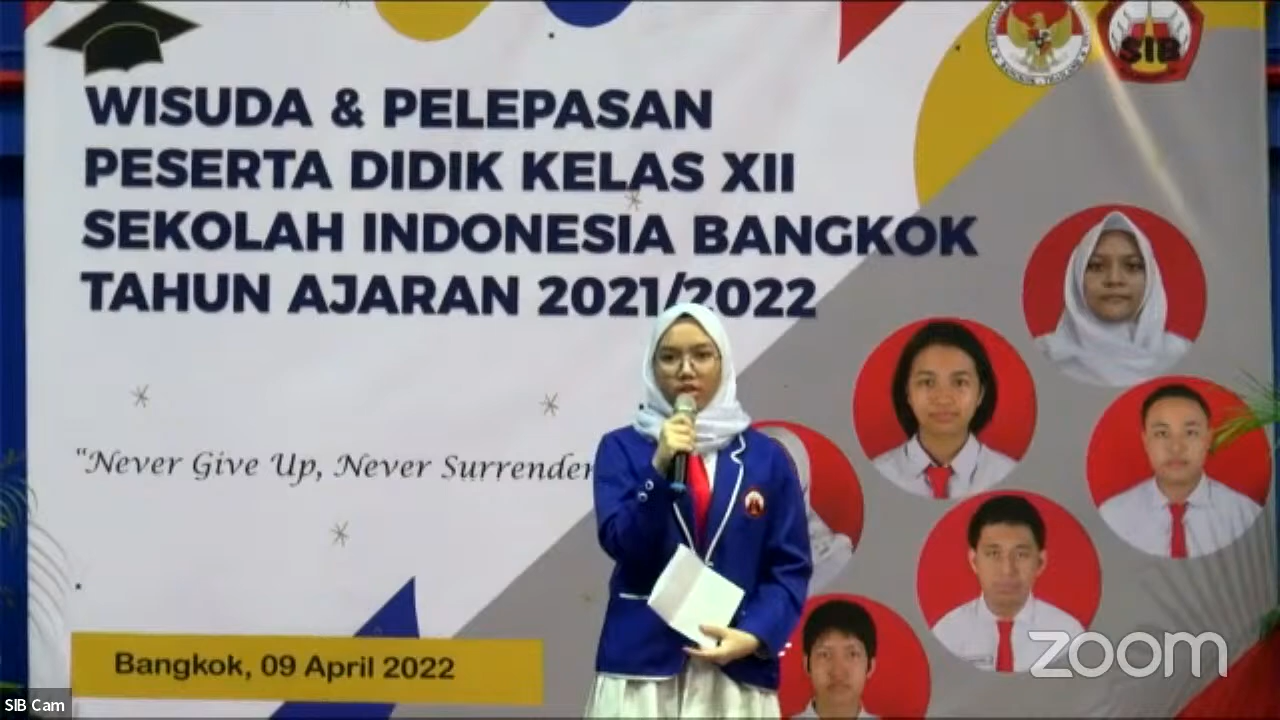 SIB
WISUDA & PELEPASAN
PESERTA DIDIK KELAS XII
SEKOLAH INDONESIA BANGKOK
TAHUN AJARAN 2021/2022
"Never Give Up, Never Surrender
Bangkok, 09 April 2022
zoom
SIB Cam